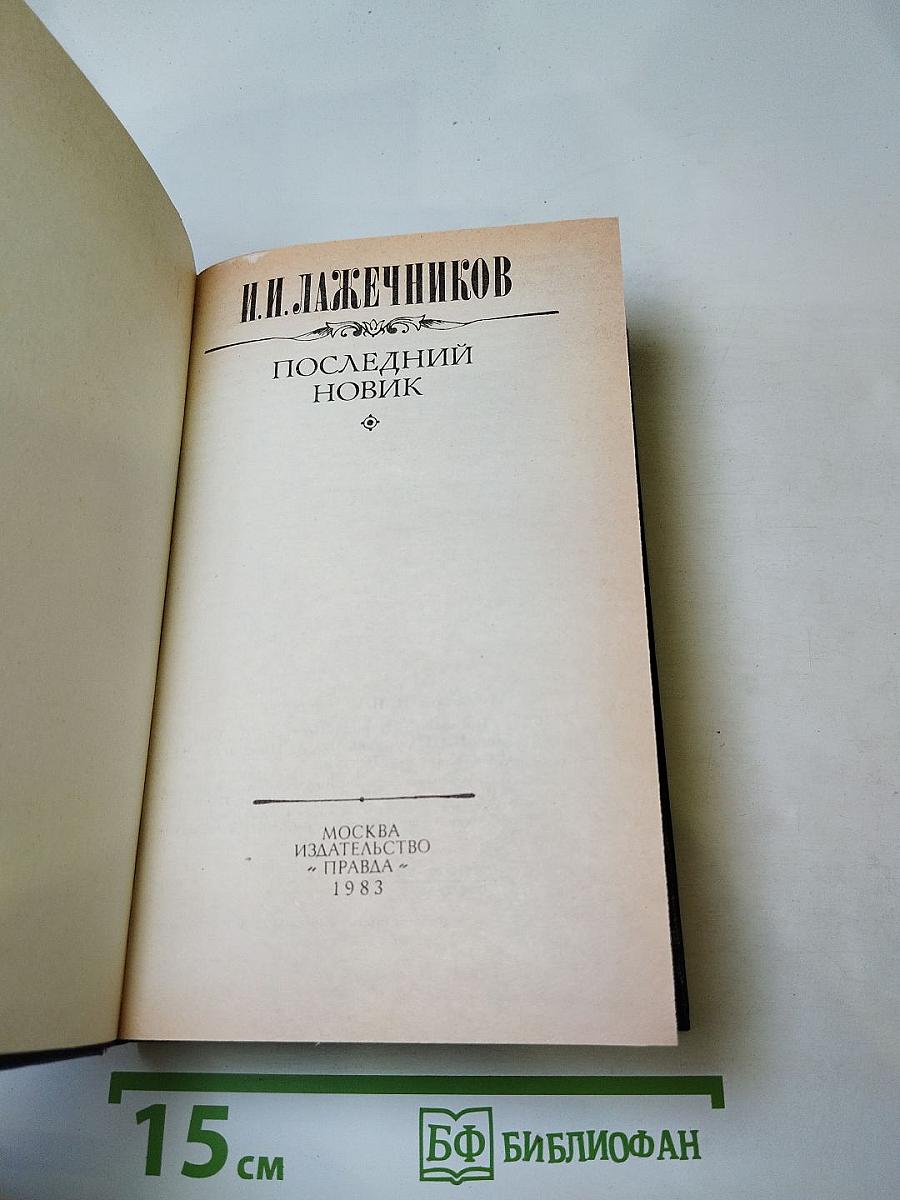 И.И.ЛАЖЕЧНИКОВ
ПОСЛЕДНИЙ
НОВИК
МОСКВА
ИЗДАТЕЛЬСТВО
«ПРАВДА»
1983
15 см
БФ БИБЛИОФАН